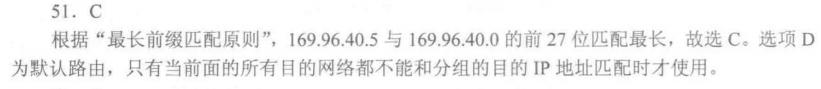 51. C
根据“最长前缀匹配原则”，169.96.40.5 与 169.96.40.0 的前 27 位匹配最长，故选 C。选项 D
为默认路由，只有当前面的所有目的网络都不能和分组的目的 IP 地址匹配时才使用。